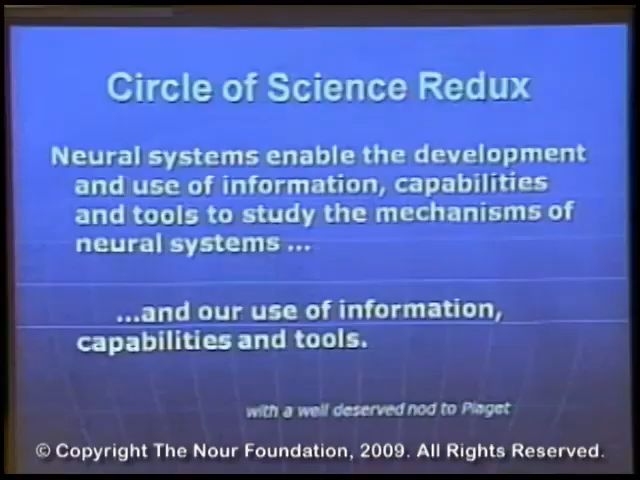 Circle of Science Redux
Neural systems enable the development
and use of information, capabilities
and tools to study the mechanisms of
neural systems ...
...and our use of information,
capabilities and tools.
with a well deserved nod to Piaget
© Copyright The Nour Foundation, 2009. All Rights Reserved.